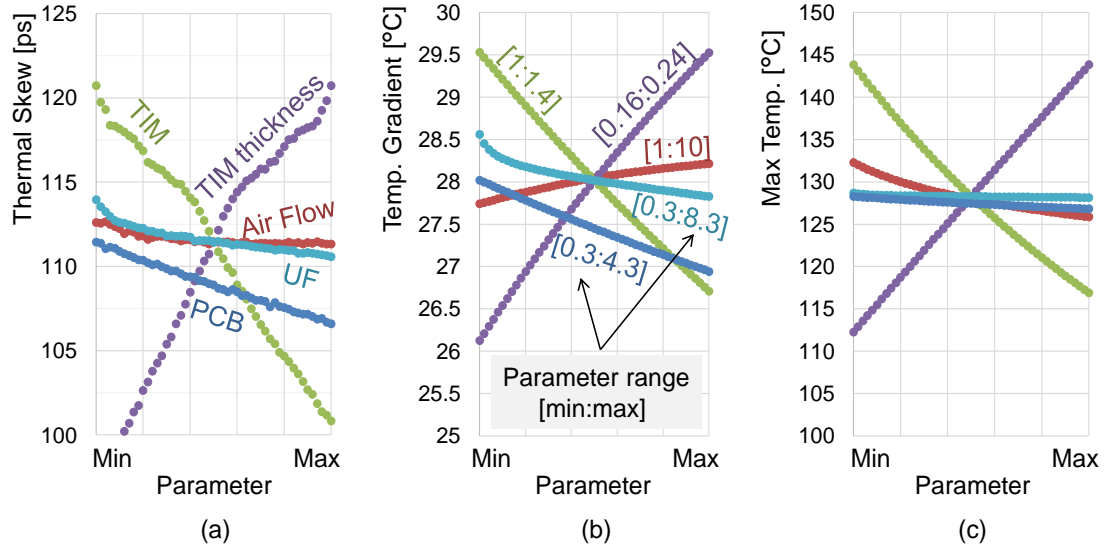 Thermal Skew [ps]
125
120
115
110
105
100
TIM
TIM thickness
Air Flow
UF
PCB
Min
Max
Parameter
(a)
Temp. Gradient [°C]
30
29.5
29
28.5
28
27.5
27
26.5
26
25.5
25
[1:1.4]
[0.16:0.24]
[1:10]
[0.3:8.3]
[0.3:4.3]
Parameter range
[min:max]
Min
Max
Parameter
(b)
Max Temp. [°C]
150
145
140
135
130
125
120
115
110
105
100
Min
Max
Parameter
(c)